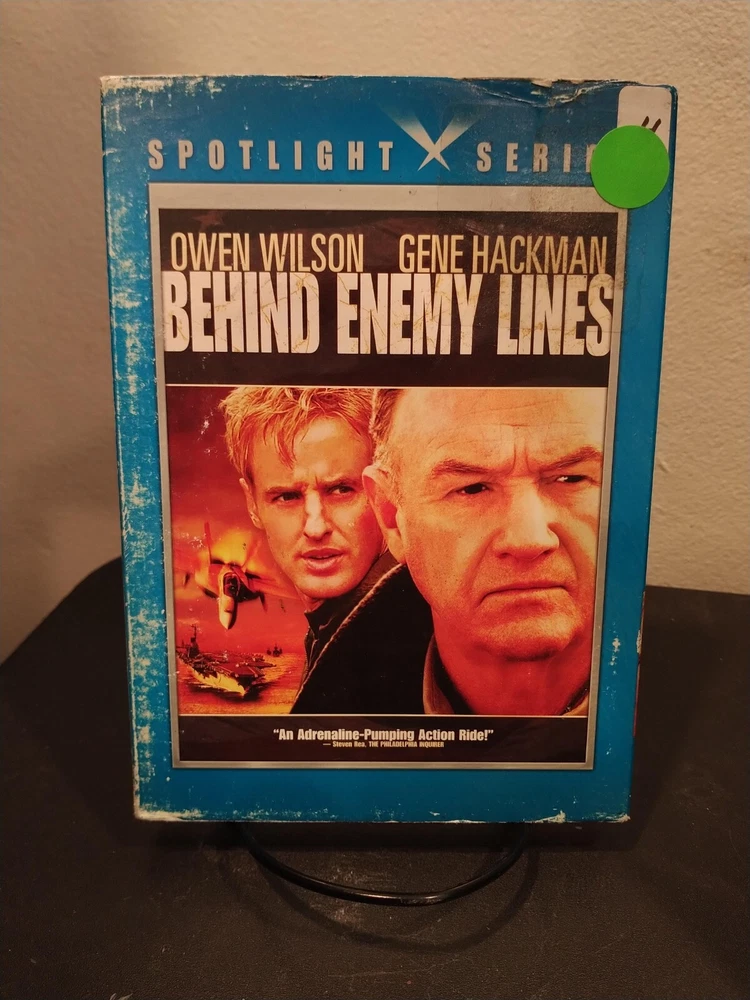 SPOTLIGHT SERI
OWEN WILSON GENE HACKMAN
BEHIND ENEMY LINES
“An Adrenaline-Pumping Action Ride!”
— Steven Rea, THE PHILADELPHIA INQUIRER